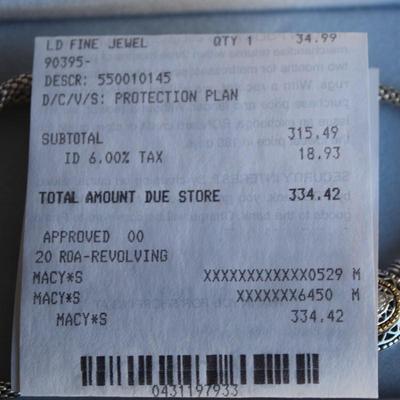 LD FINE JEWEL QTY 1 34.99
90395-
DESCR: 550010145
D/C/V/S: PROTECTION PLAN
SUBTOTAL 315.49
ID 6.00% TAX 18.93
TOTAL AMOUNT DUE STORE 334.42
APPROVED 00
20 ROA-REVOLVING
MACY*S XXXXXXXXXXXX0529 M
MACY*S XXXXXXX6450 M
MACY*S 334.42
0431197933